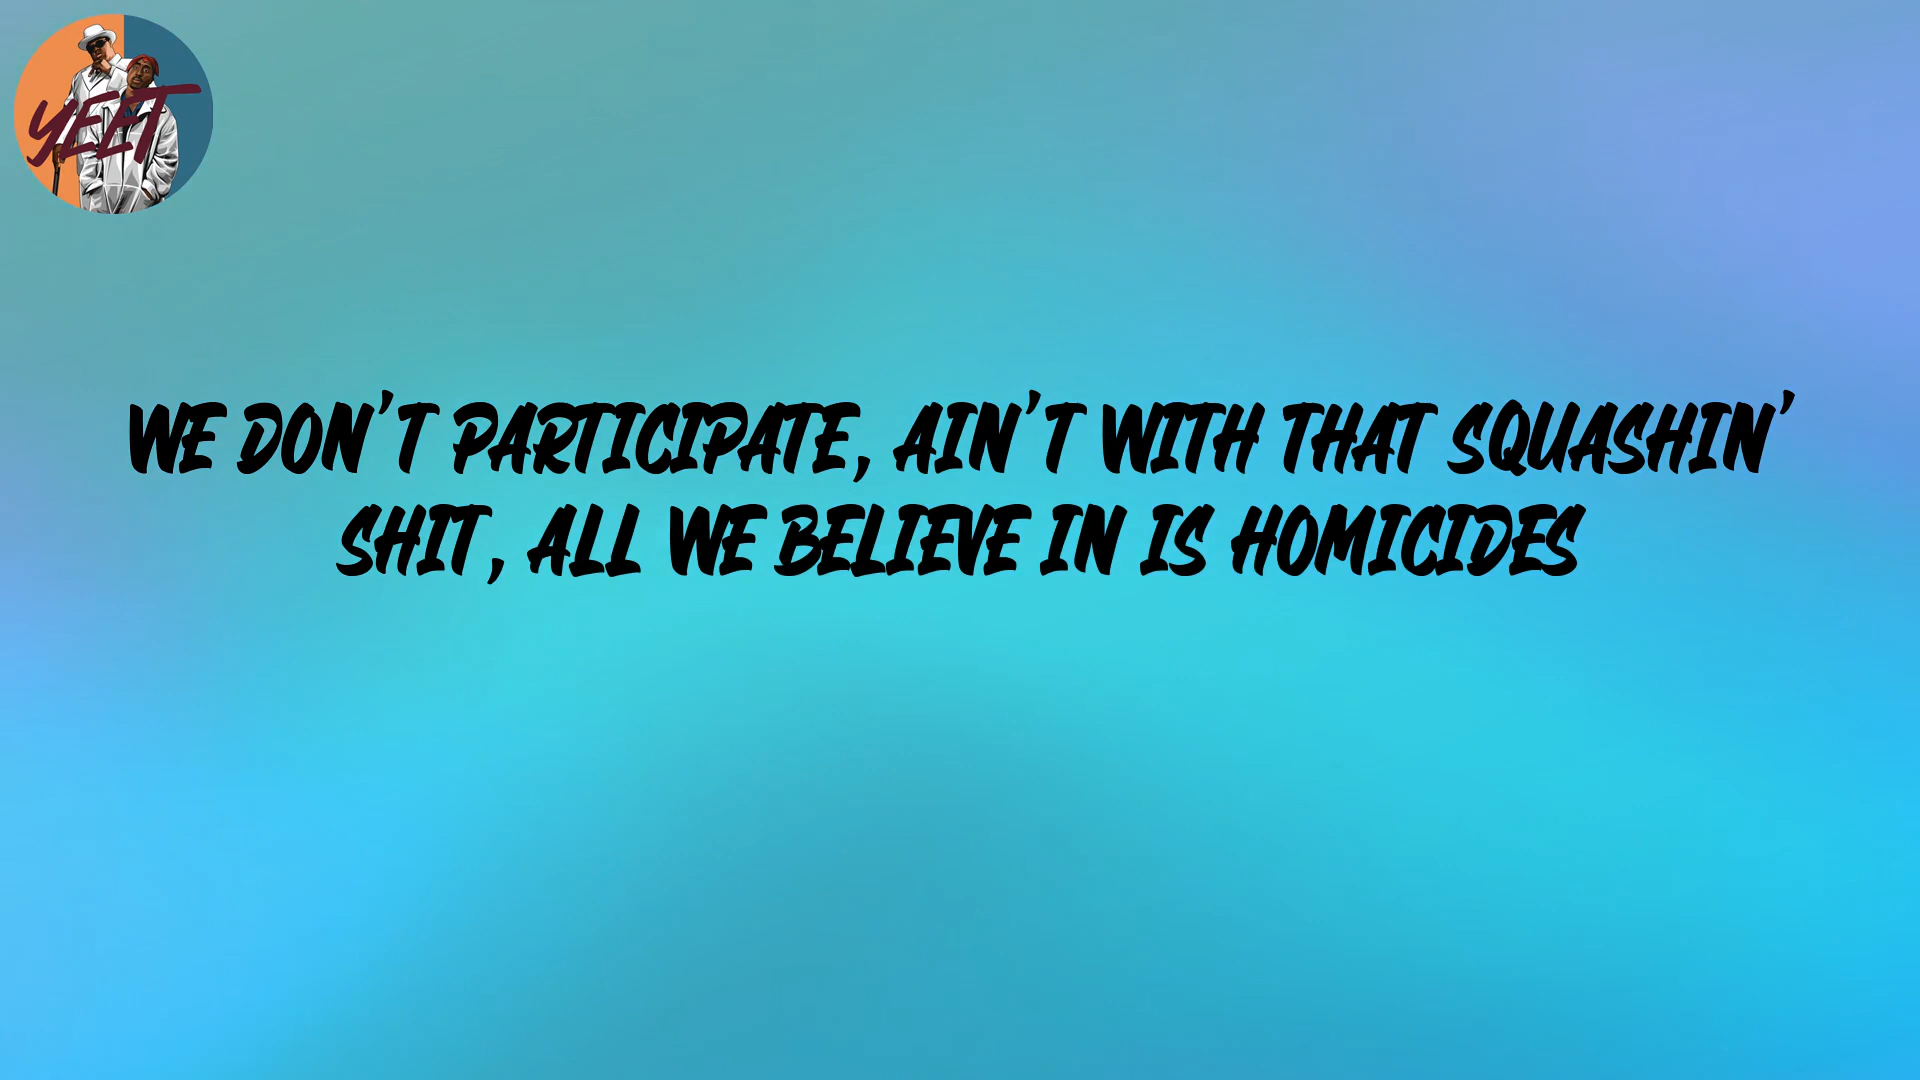 YEET
WE DON'T PARTICIPATE, AIN'T WITH THAT SQUASHIN'
SHIT, ALL WE BELIEVE IN IS HOMICIDES